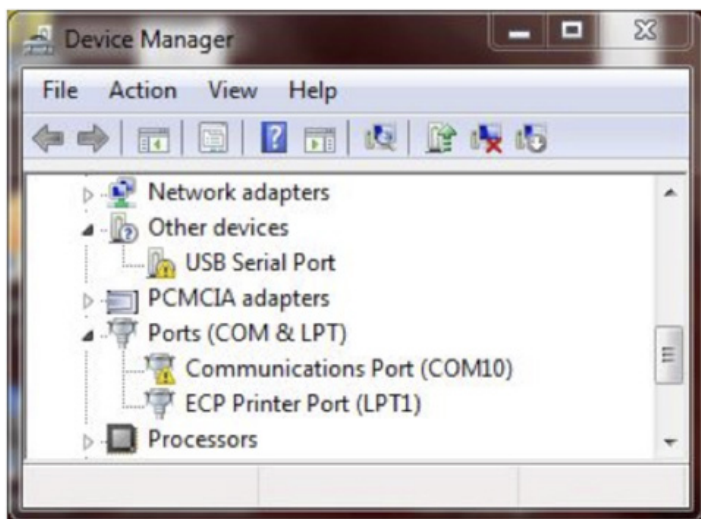 Device Manager
File Action View Help
Network adapters
Other devices
USB Serial Port
PCMCIA adapters
Ports (COM & LPT)
Communications Port (COM10)
ECP Printer Port (LPT1)
Processors